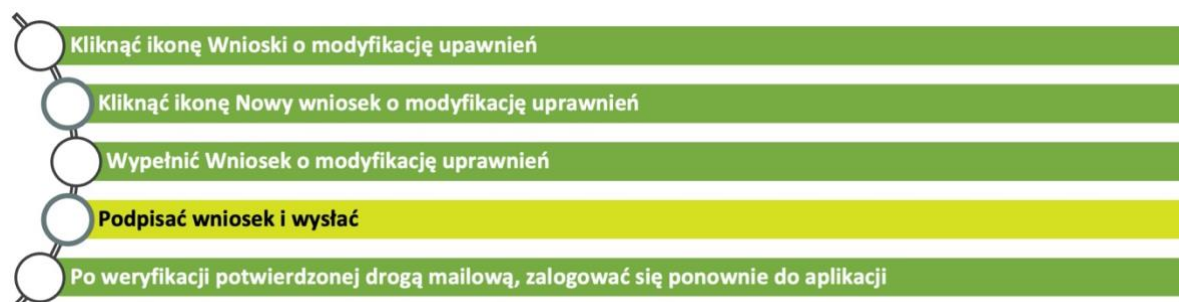 Kliknąć ikonę Wnioski o modyfikację upawnień
Kliknąć ikonę Nowy wniosek o modyfikację uprawnień
Wypełnić Wniosek o modyfikację uprawnień
Podpisać wniosek i wysłać
Po weryfikacji potwierdzonej drogą mailową, zalogować się ponownie do aplikacji